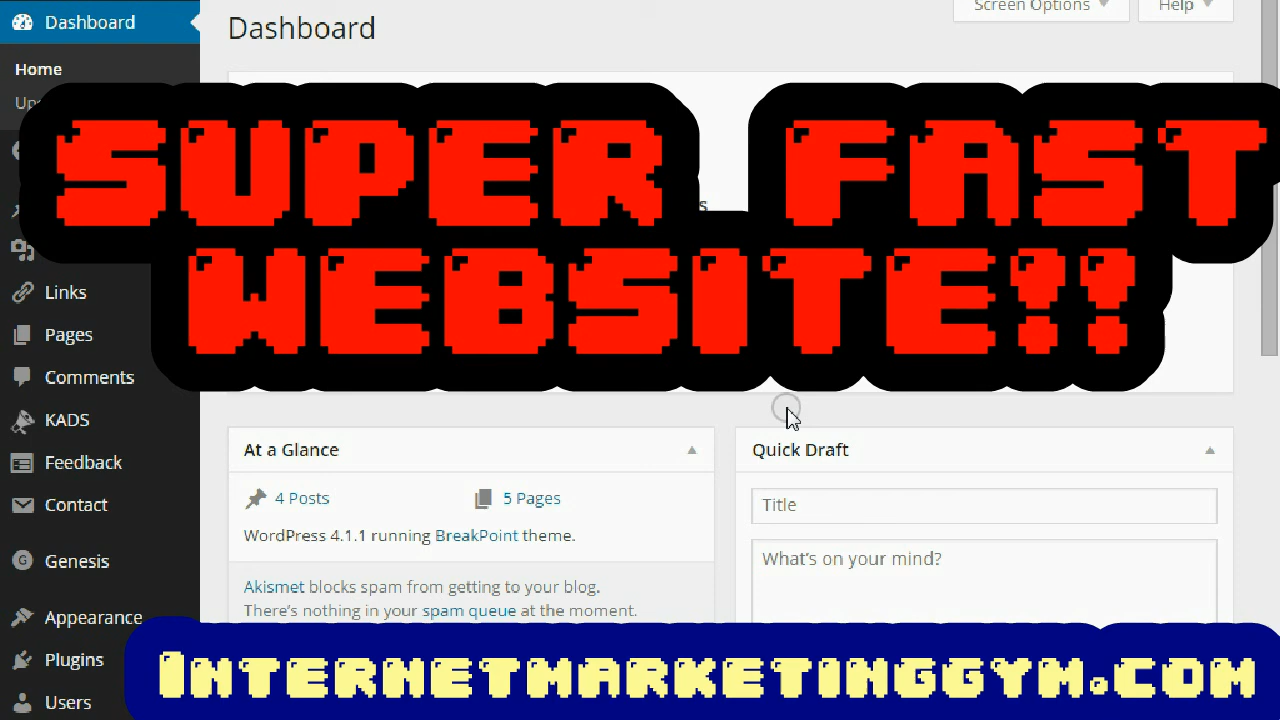 Dashboard
Dashboard
Screen Options
Help
Home
SUPER FAST
WEBSITE!!
Links
Pages
Comments
KADS
Feedback
Contact
Genesis
Appearance
Plugins
Users
At a Glance
4 Posts
5 Pages
WordPress 4.1.1 running BreakPoint theme.
Akismet blocks spam from getting to your blog.
There's nothing in your spam queue at the moment.
Quick Draft
Title
What's on your mind?
INTERNETMARKETINGGYM.COM